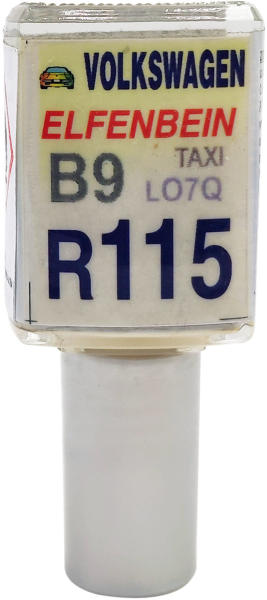 VOLKSWAGEN
ELFENBEIN
B9 TAXI
LO7Q
R115